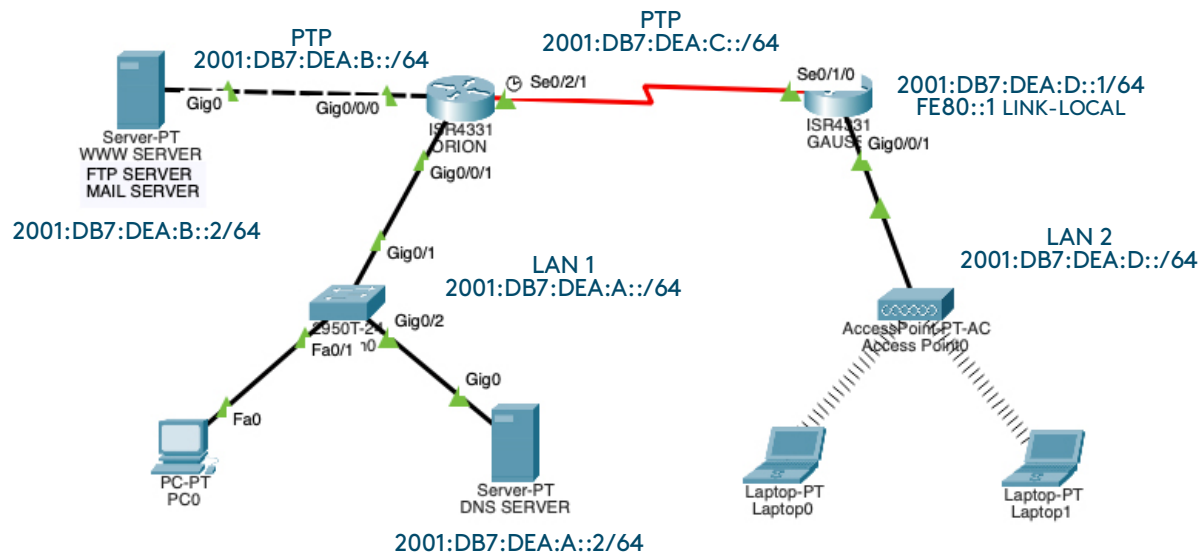 PTP
2001:DB7:DEA:B::/64
PTP
2001:DB7:DEA:C::/64
Gig0
Gig0/0/0
Se0/2/1
Se0/1/0
2001:DB7:DEA:D::1/64
FE80::1 LINK-LOCAL
Server-PT
WWW SERVER
FTP SERVER
MAIL SERVER
2001:DB7:DEA:B::2/64
ISR4331
ORION
Gig0/0/1
ISR4331
GAUSE
Gig0/0/1
Gig0/1
LAN 1
2001:DB7:DEA:A::/64
LAN 2
2001:DB7:DEA:D::/64
Gig0/2
Fa0/1
Gig0
Fa0
AccessPoint-PT-AC
Access Point0
PC-PT
PC0
Server-PT
DNS SERVER
2001:DB7:DEA:A::2/64
Laptop-PT
Laptop0
Laptop-PT
Laptop1